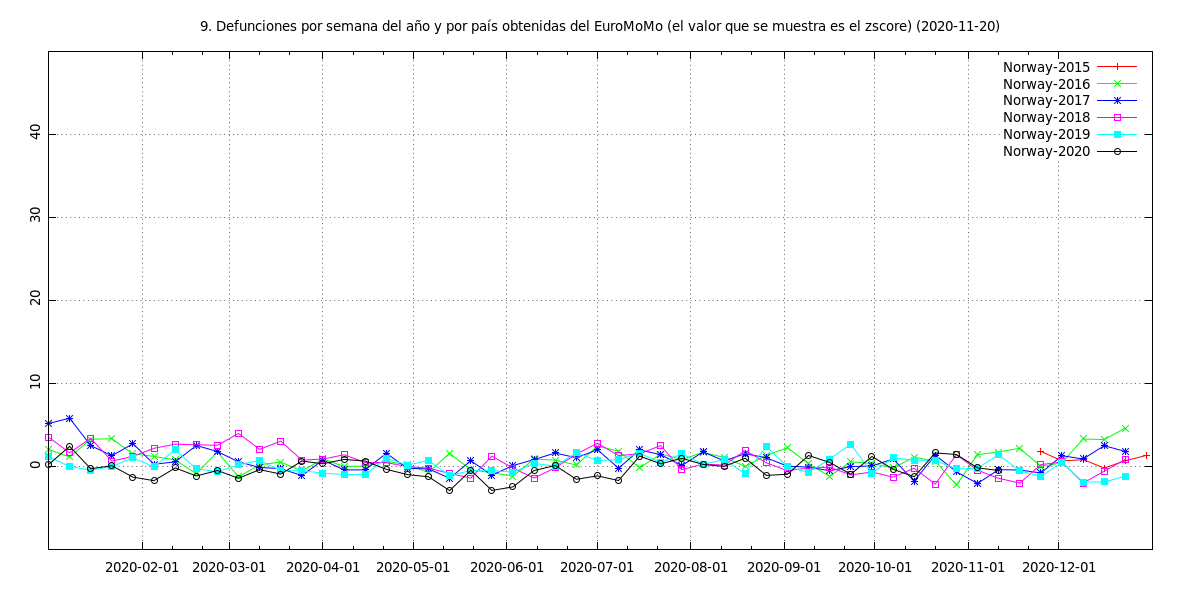 9. Defunciones por semana del año y por país obtenidas del EuroMoMo (el valor que se muestra es el zscore) (2020-11-20)
Norway-2015
Norway-2016
Norway-2017
Norway-2018
Norway-2019
Norway-2020
40
30
20
10
0
2020-02-01 2020-03-01 2020-04-01 2020-05-01 2020-06-01 2020-07-01 2020-08-01 2020-09-01 2020-10-01 2020-11-01 2020-12-01